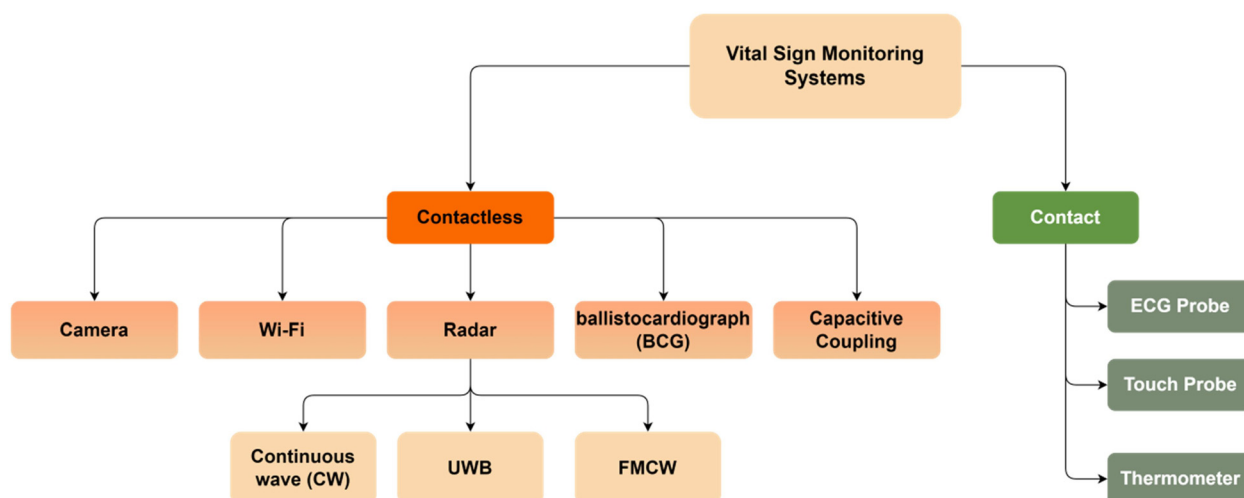 Vital Sign Monitoring
Systems
Contactless
Contact
Camera
Wi-Fi
Radar
ballistocardiograph
(BCG)
Capacitive
Coupling
ECG Probe
Touch Probe
Thermometer
Continuous
wave (CW)
UWB
FMCW